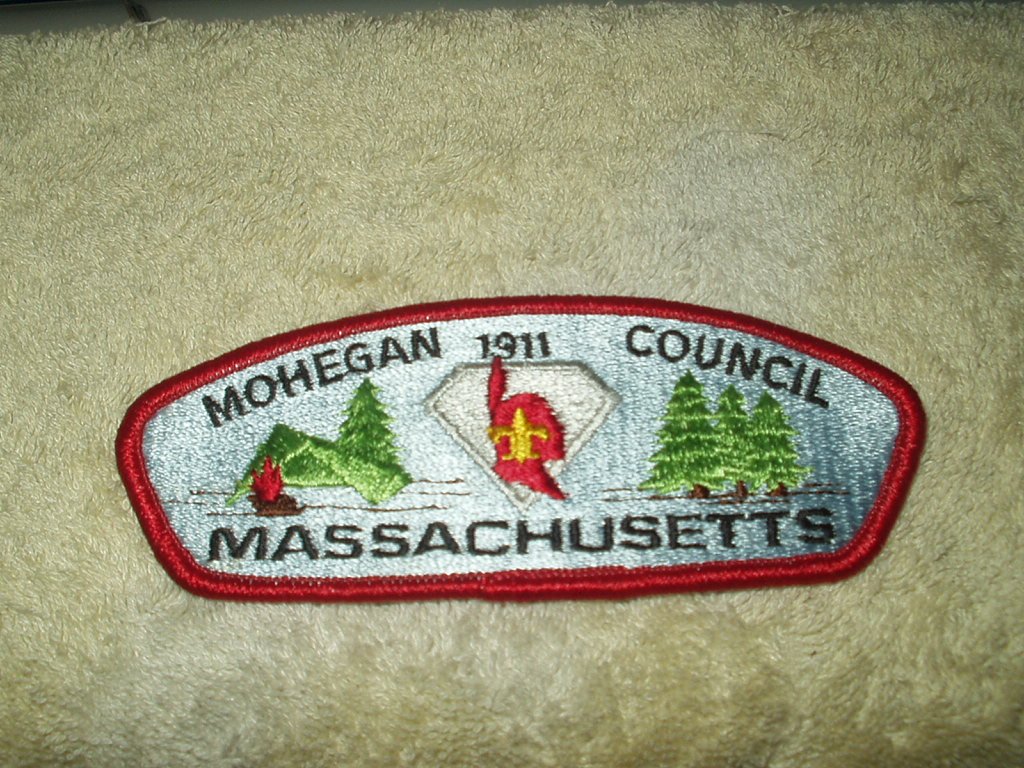 MOHEGAN 1911 COUNCIL
MASSACHUSETTS